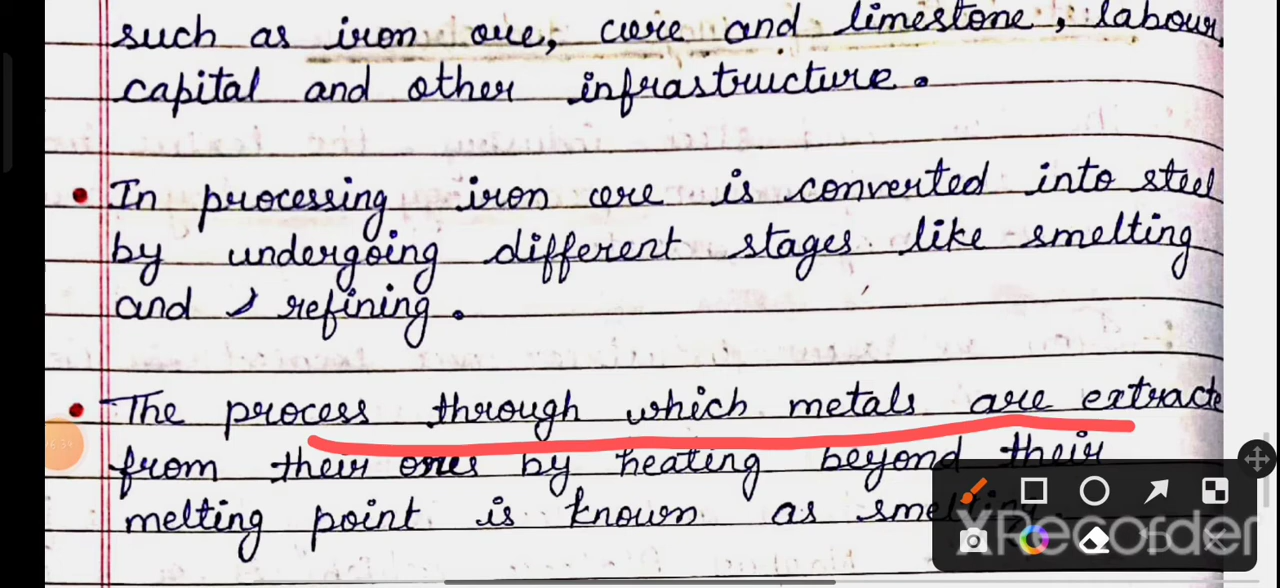 such as iron ore, core and limestone, labour,
capital and other infrastructure.
In processing iron core is converted into steel
by undergoing different stages like smelting
and refining.
The process through which metals are extracte
from their ores by heating beyond their
melting point is known as smelting.
XRecorder